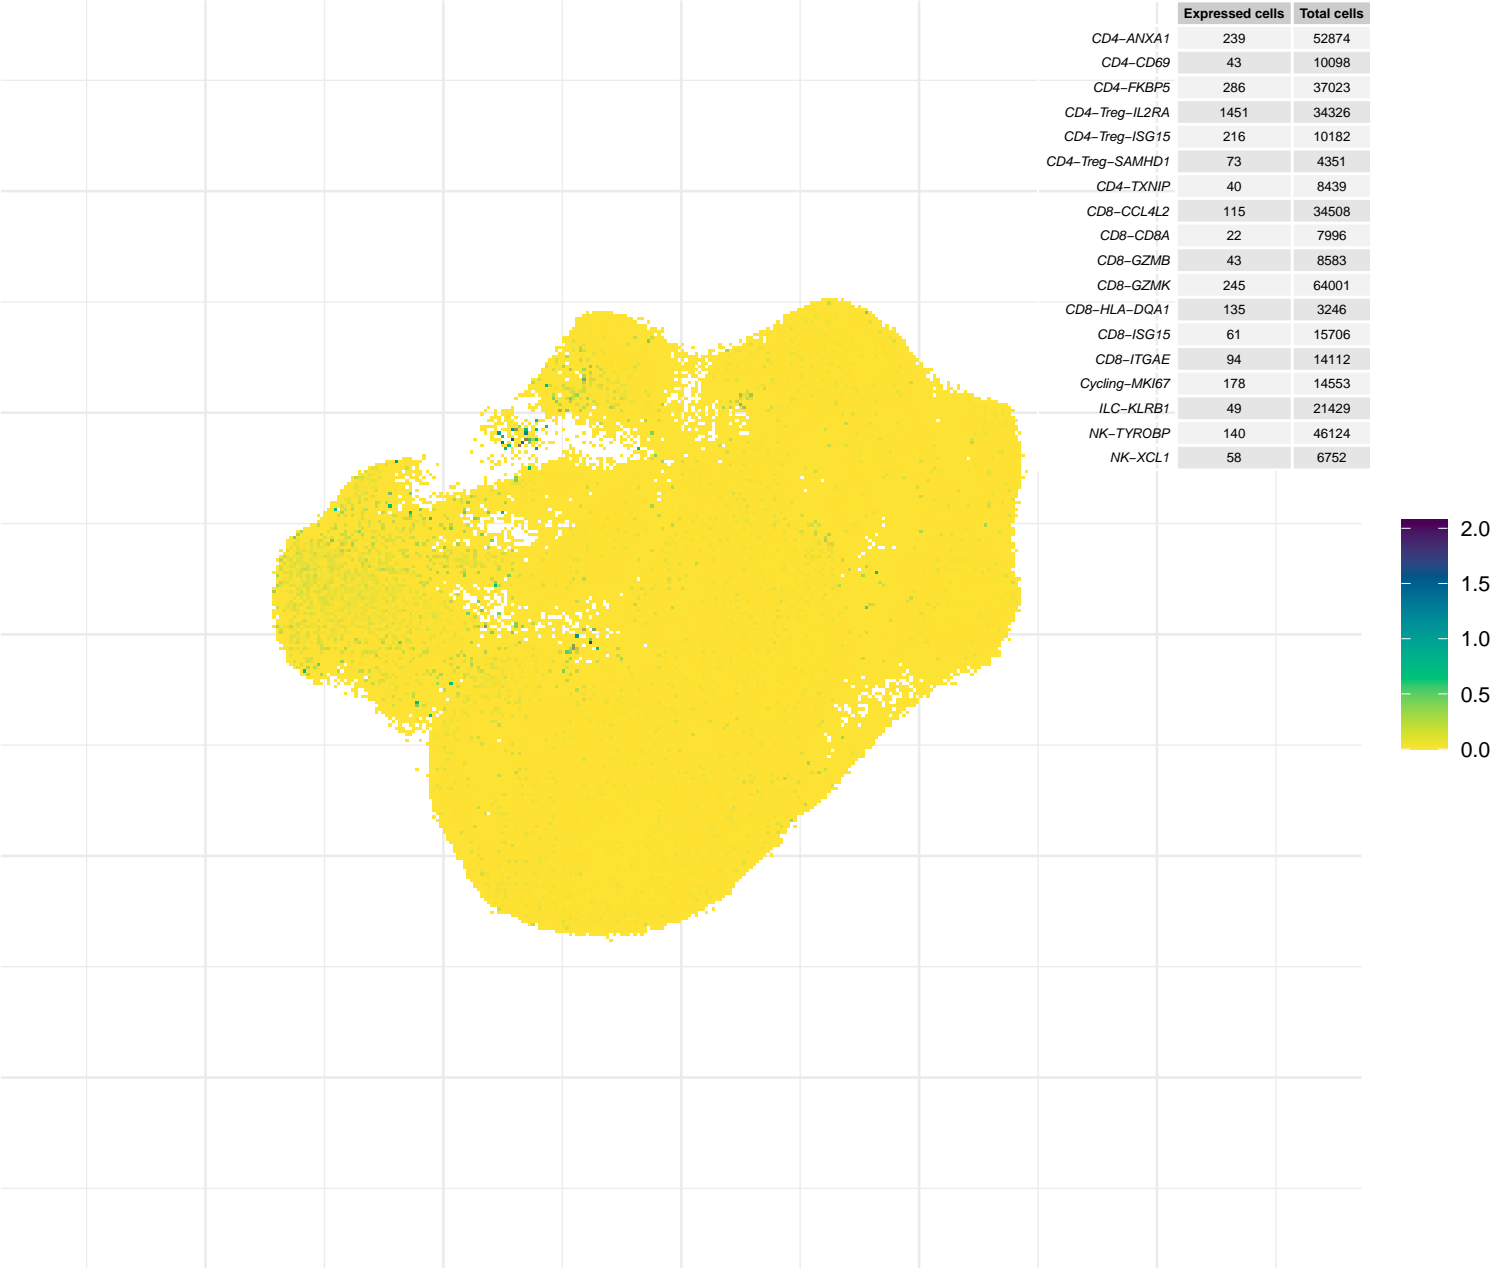 Expressed cells Total cells
CD4−ANXA1 239 52874
CD4−CD69 43 10098
CD4−FKBP5 286 37023
CD4−Treg−IL2RA 1451 34326
CD4−Treg−ISG15 216 10182
CD4−Treg−SAMHD1 73 4351
CD4−TXNIP 40 8439
CD8−CCL4L2 115 34508
CD8−CD8A 22 7996
CD8−GZMB 43 8583
CD8−GZMK 245 64001
CD8−HLA−DQA1 135 3246
CD8−ISG15 61 15706
CD8−ITGAE 94 14112
Cycling−MKI67 178 14553
ILC−KLRB1 49 21429
NK−TYROBP 140 46124
NK−XCL1 58 6752
2.0
1.5
1.0
0.5
0.0